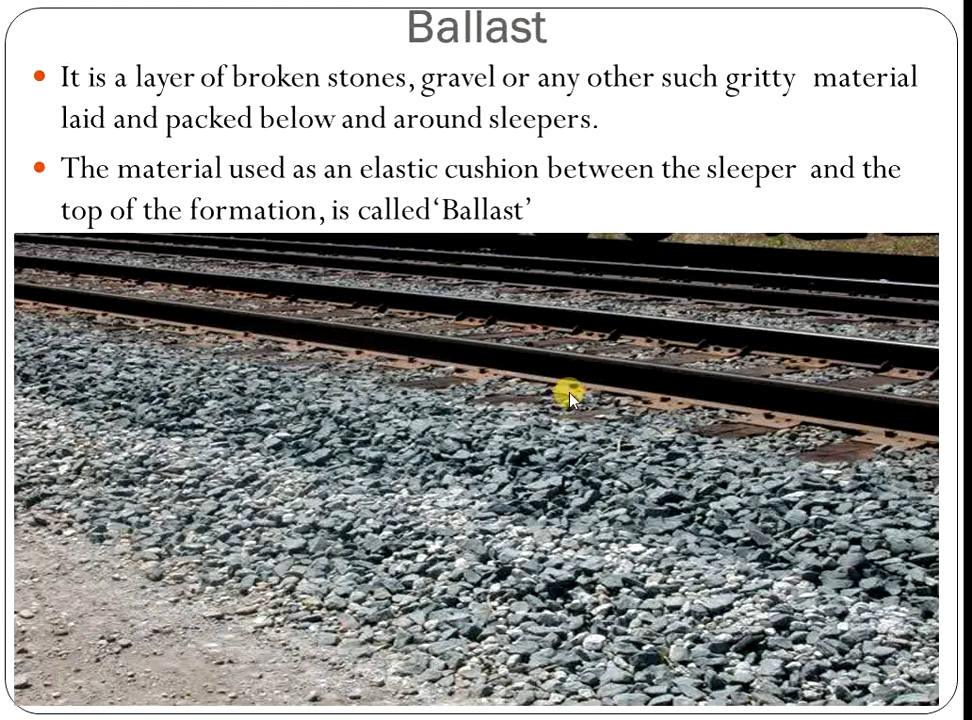 Ballast
It is a layer of broken stones, gravel or any other such gritty material
laid and packed below and around sleepers.
The material used as an elastic cushion between the sleeper and the
top of the formation, is called‘Ballast’